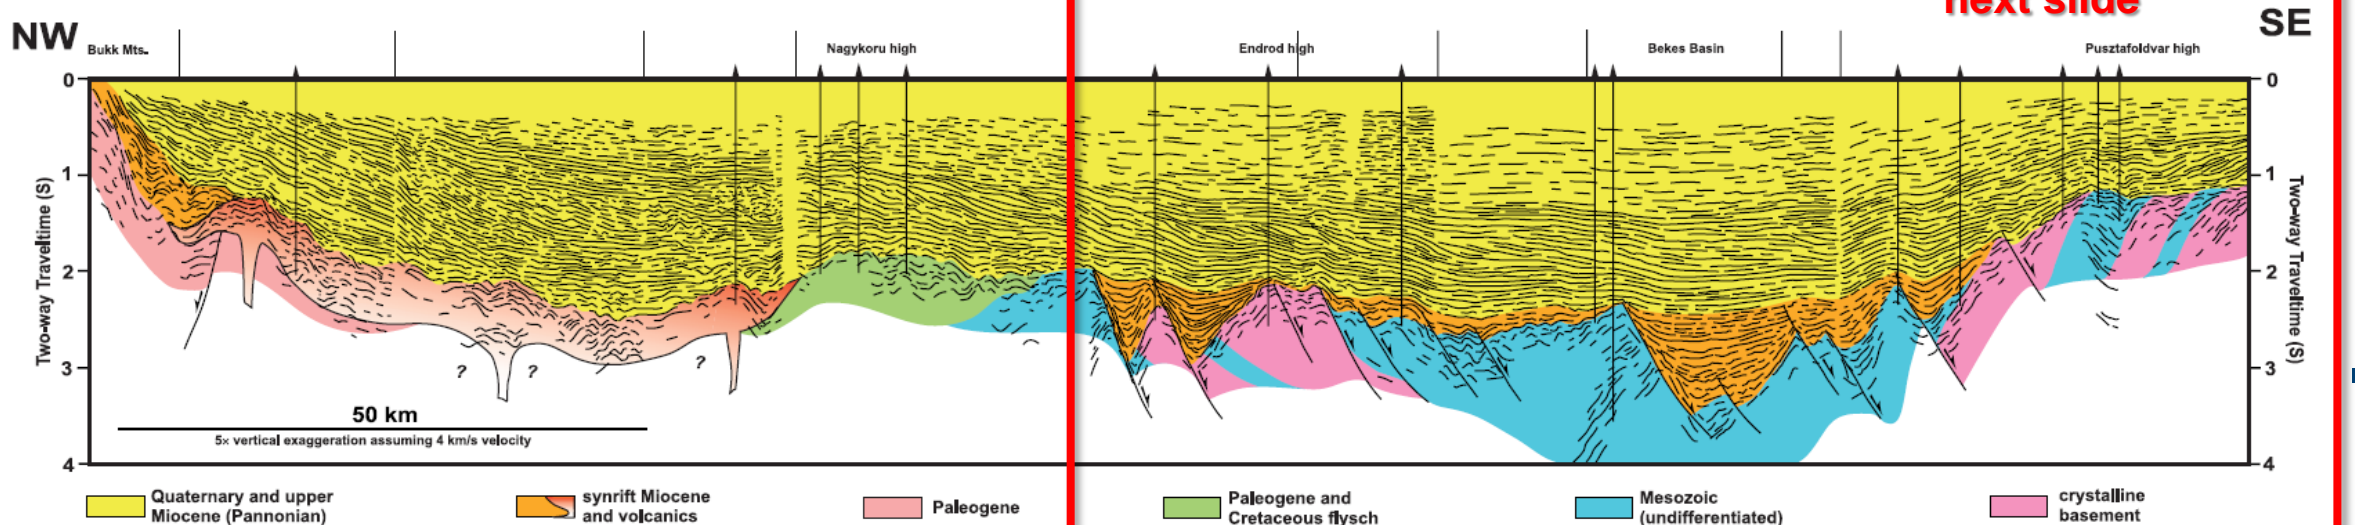 next slide
NW
SE
Bukk Mts.
Nagykoru high
Endrod high
Bekes Basin
Pusztafoldvar high
0
1
2
3
4
Two-way Traveltime (S)
0
1
2
3
4
Two-way Traveltime (S)
? ? ?
50 km
5x vertical exaggeration assuming 4 km/s velocity
Quaternary and upper
Miocene (Pannonian)
synrift Miocene
and volcanics
Paleogene
Paleogene and
Cretaceous flysch
Mesozoic
(undifferentiated)
crystalline
basement